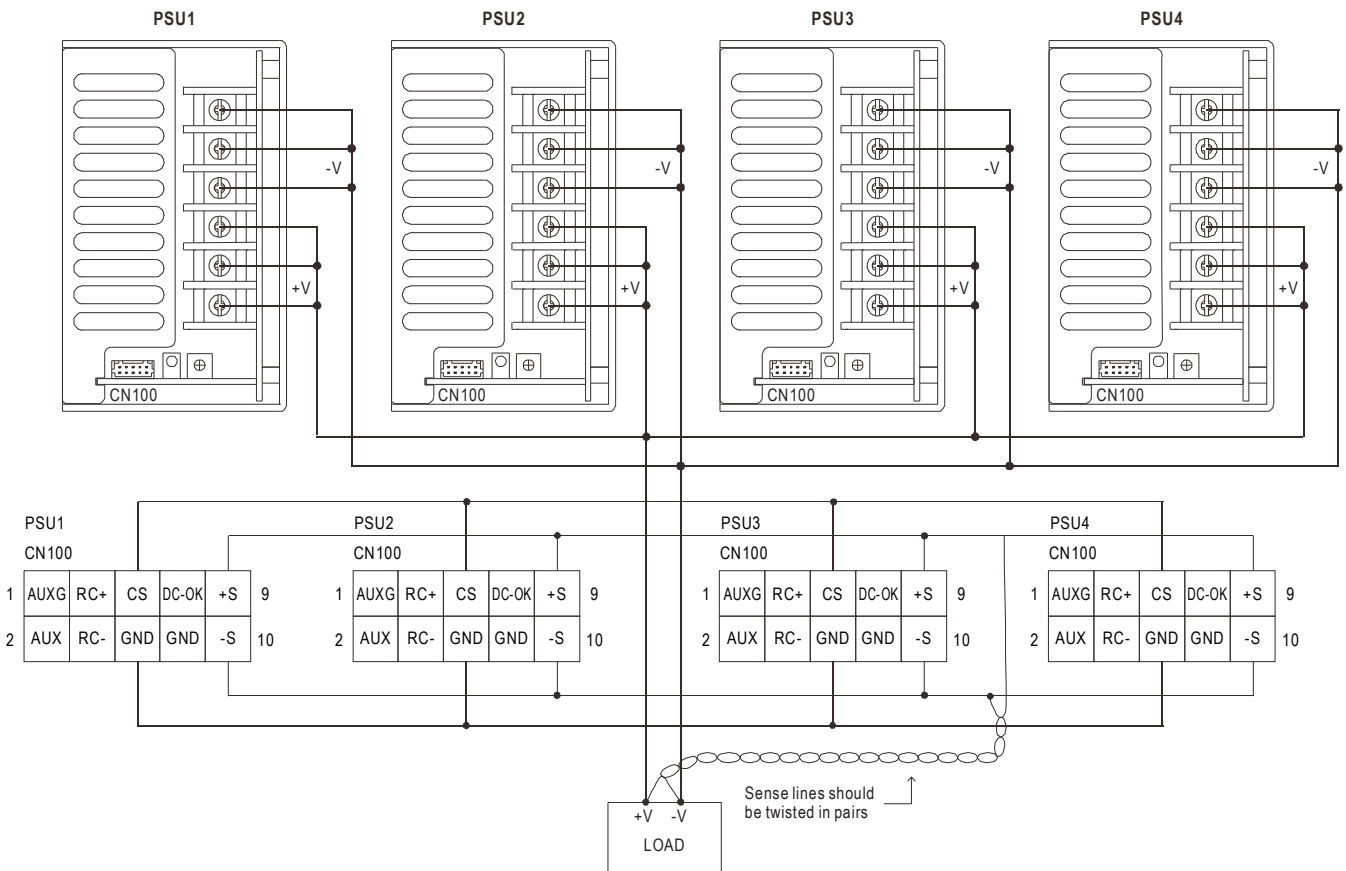 PSU1 PSU2 PSU3 PSU4
-V -V -V -V
+V +V +V +V
CN100 CN100 CN100 CN100
PSU1 PSU2 PSU3 PSU4
CN100 CN100 CN100 CN100
1 AUXG RC+ CS DC-OK +S 9 1 AUXG RC+ CS DC-OK +S 9 1 AUXG RC+ CS DC-OK +S 9 1 AUXG RC+ CS DC-OK +S 9
2 AUX RC- GND GND -S 10 2 AUX RC- GND GND -S 10 2 AUX RC- GND GND -S 10 2 AUX RC- GND GND -S 10
Sense lines should
be twisted in pairs
+V -V
LOAD